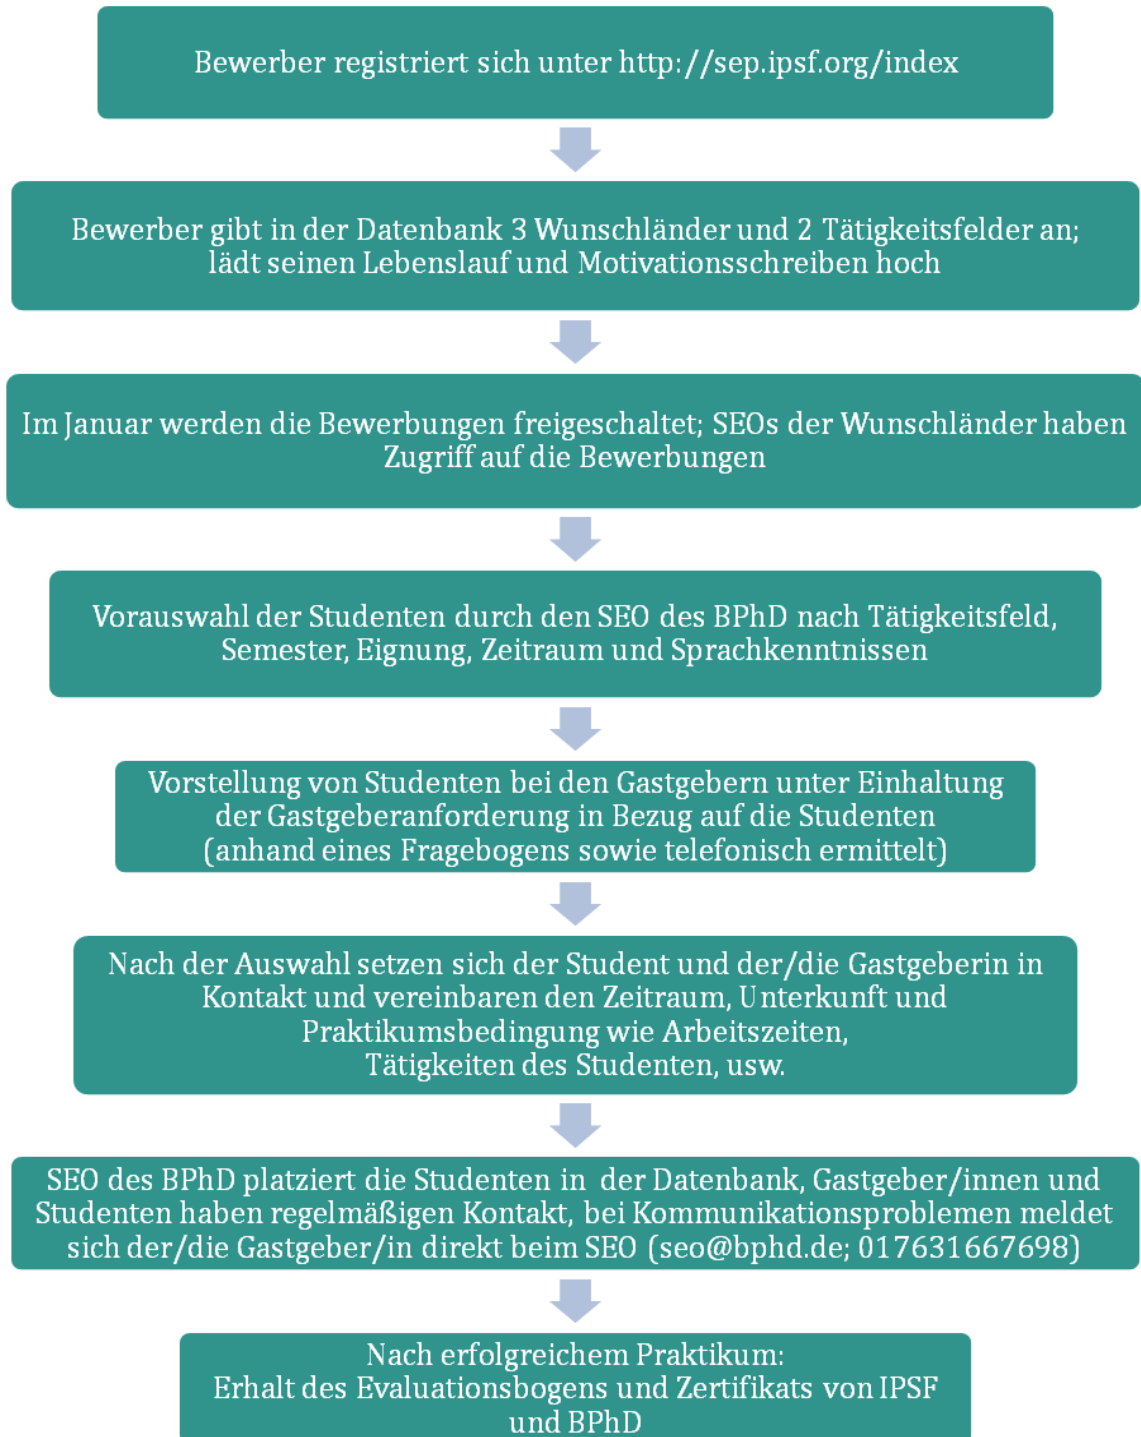 Bewerber registriert sich unter http://sep.ipsf.org/index
Bewerber gibt in der Datenbank 3 Wunschländer und 2 Tätigkeitsfelder an;
lädt seinen Lebenslauf und Motivationsschreiben hoch
Im Januar werden die Bewerbungen freigeschaltet; SEOs der Wunschländer haben
Zugriff auf die Bewerbungen
Vorauswahl der Studenten durch den SEO des BPhD nach Tätigkeitsfeld,
Semester, Eignung, Zeitraum und Sprachkenntnissen
Vorstellung von Studenten bei den Gastgebern unter Einhaltung
der Gastgeberanforderung in Bezug auf die Studenten
(anhand eines Fragebogens sowie telefonisch ermittelt)
Nach der Auswahl setzen sich der Student und der/die Gastgeberin in
Kontakt und vereinbaren den Zeitraum, Unterkunft und
Praktikumsbedingung wie Arbeitszeiten,
Tätigkeiten des Studenten, usw.
SEO des BPhD platziert die Studenten in der Datenbank, Gastgeber/innen und
Studenten haben regelmäßigen Kontakt, bei Kommunikationsproblemen meldet
sich der/die Gastgeber/in direkt beim SEO (seo@bphd.de; 017631667698)
Nach erfolgreichem Praktikum:
Erhalt des Evaluationsbogens und Zertifikats von IPSF
und BPhD